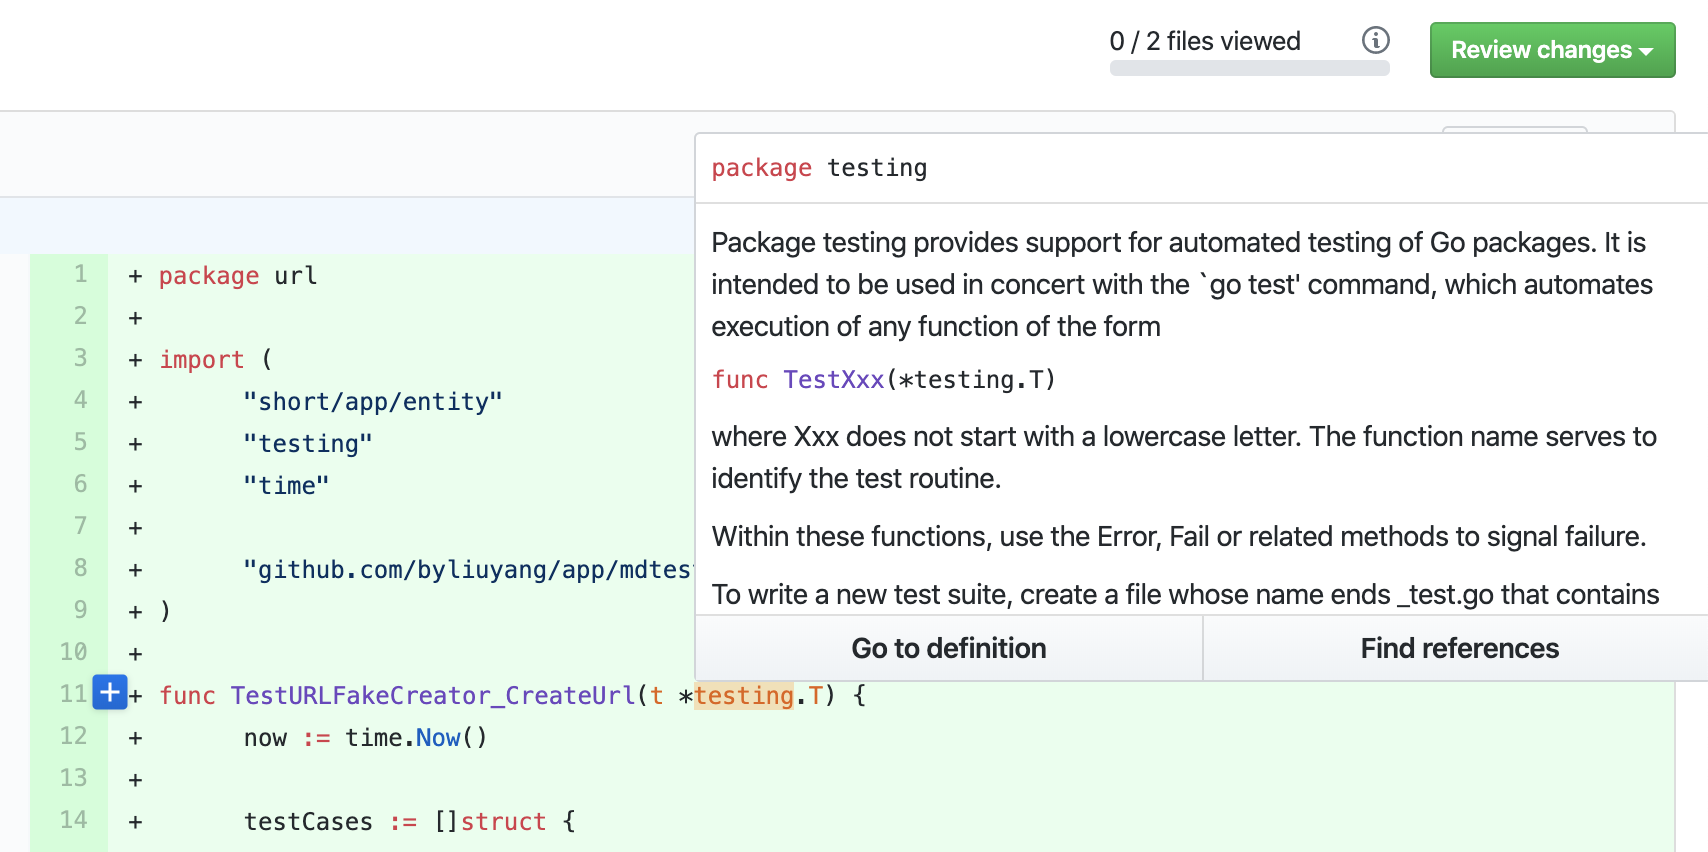 0 / 2 files viewed
Review changes
package testing
Package testing provides support for automated testing of Go packages. It is
intended to be used in concert with the `go test' command, which automates
execution of any function of the form
func TestXxx(*testing.T)
where Xxx does not start with a lowercase letter. The function name serves to
identify the test routine.
Within these functions, use the Error, Fail or related methods to signal failure.
To write a new test suite, create a file whose name ends _test.go that contains
Go to definition Find references
1 + package url
2 +
3 + import (
4 + "short/app/entity"
5 + "testing"
6 + "time"
7 +
8 + "github.com/byliuyang/app/mdtes
9 + )
10 +
11 + func TestURLFakeCreator_CreateUrl(t *testing.T) {
12 + now := time.Now()
13 +
14 + testCases := []struct {